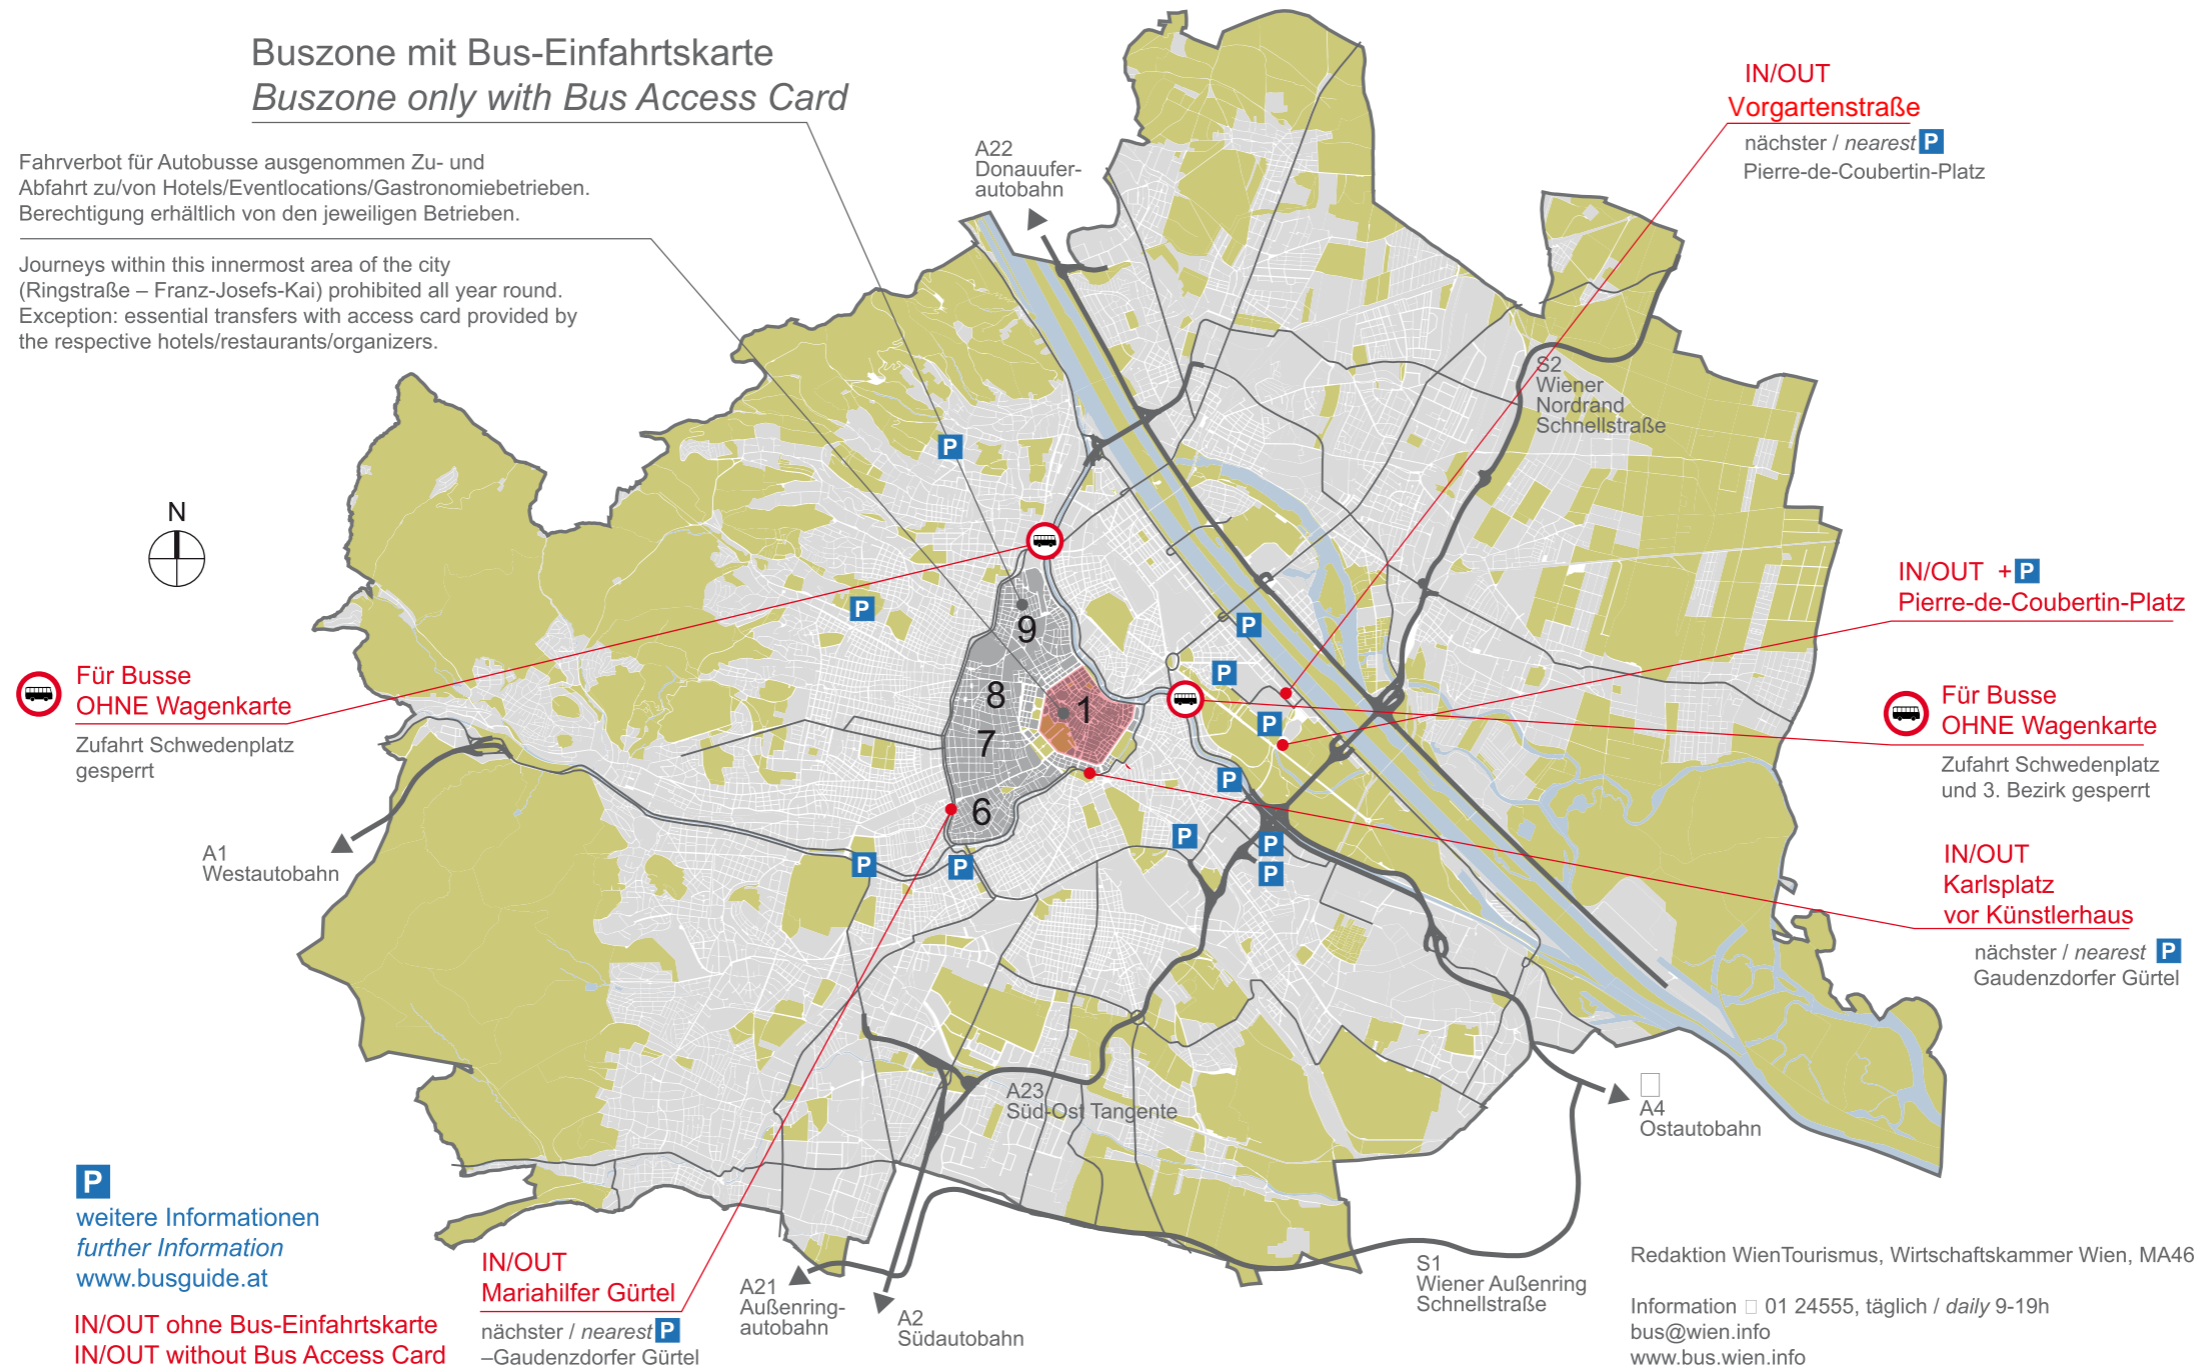 Buszone mit Bus-Einfahrtskarte
Buszone only with Bus Access Card
Fahrverbot für Autobusse ausgenommen Zu- und
Abfahrt zu/von Hotels/Eventlocations/Gastronomiebetrieben.
Berechtigung erhältlich von den jeweiligen Betrieben.
Journeys within this innermost area of the city
(Ringstraße – Franz-Josefs-Kai) prohibited all year round.
Exception: essential transfers with access card provided by
the respective hotels/restaurants/organizers.
A22
Donauufer-
autobahn
IN/OUT
Vorgartenstraße
nächster / nearest P
Pierre-de-Coubertin-Platz
S2
Wiener
Nordrand
Schnellstraße
N
P
P
P
P
P
P
P
P
P
P
P
9
8
1
7
6
IN/OUT + P
Pierre-de-Coubertin-Platz
Für Busse
OHNE Wagenkarte
Zufahrt Schwedenplatz
gesperrt
Für Busse
OHNE Wagenkarte
Zufahrt Schwedenplatz
und 3. Bezirk gesperrt
A1
Westautobahn
IN/OUT
Karlsplatz
vor Künstlerhaus
nächster / nearest P
Gaudenzdorfer Gürtel
A23
Süd-Ost Tangente
A4
Ostautobahn
P
weitere Informationen
further Information
www.busguide.at
IN/OUT ohne Bus-Einfahrtskarte
IN/OUT without Bus Access Card
IN/OUT
Mariahilfer Gürtel
nächster / nearest P
–Gaudenzdorfer Gürtel
A21
Außenring-
autobahn
A2
Südautobahn
S1
Wiener Außenring
Schnellstraße
Redaktion WienTourismus, Wirtschaftskammer Wien, MA46
Information 01 24555, täglich / daily 9-19h
bus@wien.info
www.bus.wien.info